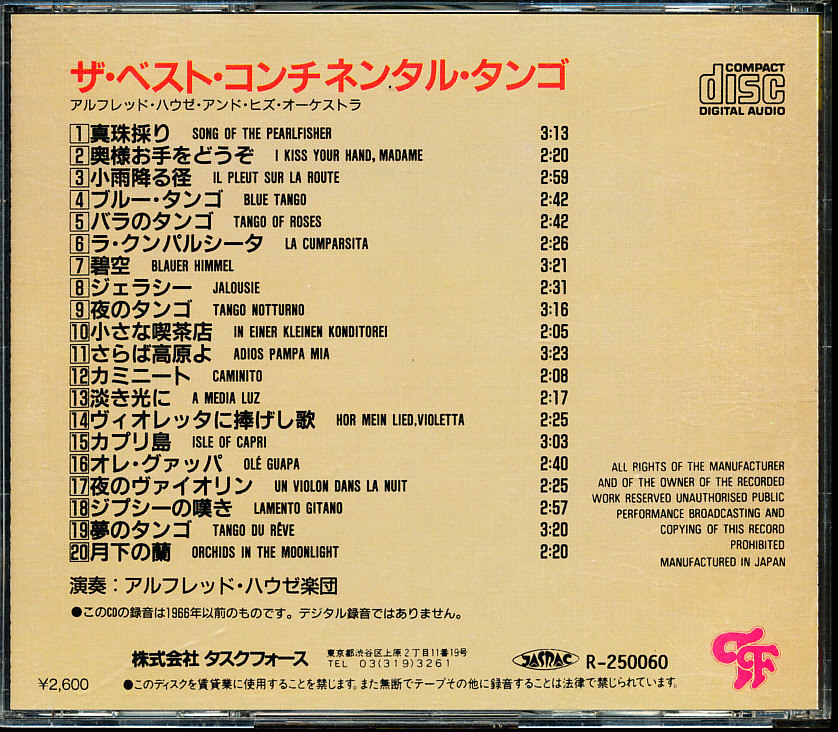 ザ・ベスト・コンチネンタル・タンゴ
アルフレッド・ハウゼ・アンド・ヒズ・オーケストラ
COMPACT
disc
DIGITAL AUDIO
1 真珠採り SONG OF THE PEARLFISHER 3:13
2 奥様お手をどうぞ I KISS YOUR HAND, MADAME 2:20
3 小雨降る径 IL PLEUT SUR LA ROUTE 2:59
4 ブルー・タンゴ BLUE TANGO 2:42
5 バラのタンゴ TANGO OF ROSES 2:42
6 ラ・クンパルシータ LA CUMPARSITA 2:26
7 碧空 BLAUER HIMMEL 3:21
8 ジェラシー JALOUSIE 2:31
9 夜のタンゴ TANGO NOTTURNO 3:16
10 小さな喫茶店 IN EINER KLEINEN KONDITOREI 2:05
11 さらば高原よ ADIOS PAMPA MIA 3:23
12 カミニート CAMINITO 2:08
13 淡き光に A MEDIA LUZ 2:17
14 ヴィオレッタに捧げし歌 HOR MEIN LIED,VIOLETTA 2:25
15 カプリ島 ISLE OF CAPRI 3:03
16 オレ・グァッパ OLÉ GUAPA 2:40
17 夜のヴァイオリン UN VIOLON DANS LA NUIT 2:25
18 ジプシーの嘆き LAMENTO GITANO 2:57
19 夢のタンゴ TANGO DU RÊVE 3:20
20 月下の蘭 ORCHIDS IN THE MOONLIGHT 2:20
ALL RIGHTS OF THE MANUFACTURER
AND OF THE OWNER OF THE RECORDED
WORK RESERVED UNAUTHORISED PUBLIC
PERFORMANCE BROADCASTING AND
COPYING OF THIS RECORD
PROHIBITED
MANUFACTURED IN JAPAN
演奏：アルフレッド・ハウゼ楽団
●このCDの録音は1966年以前のものです。デジタル録音ではありません。
株式会社 タスクフォース
東京都渋谷区上原2丁目11番19号
TEL 03(319)3261
JASRAC R-250060
¥2,600
●このディスクを賃貸業に使用することを禁じます。また無断でテープその他に録音することは法律で禁じられています。